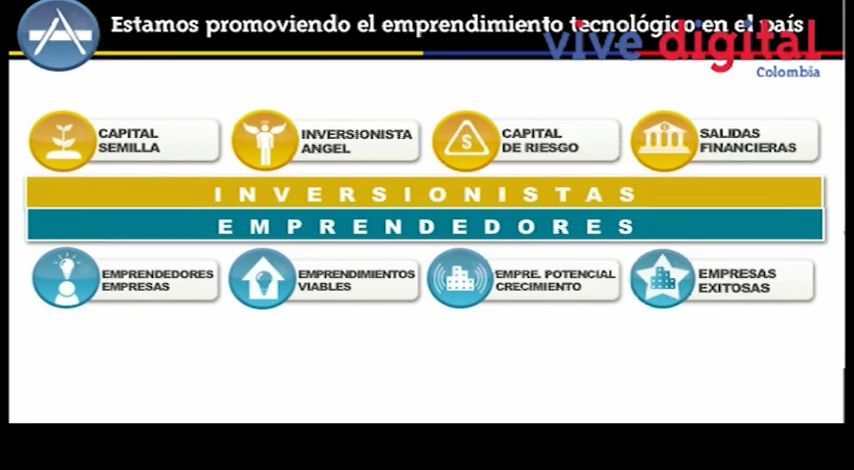 Estamos promoviendo el emprendimiento tecnológico en el país
vive digital
Colombia
CAPITAL
SEMILLA
INVERSIONISTA
ANGEL
CAPITAL
DE RIESGO
SALIDAS
FINANCIERAS
INVERSIONISTAS
EMPRENDEDORES
EMPRENDEDORES
EMPRESAS
EMPRENDIMIENTOS
VIABLES
EMPRE. POTENCIAL
CRECIMIENTO
EMPRESAS
EXITOSAS